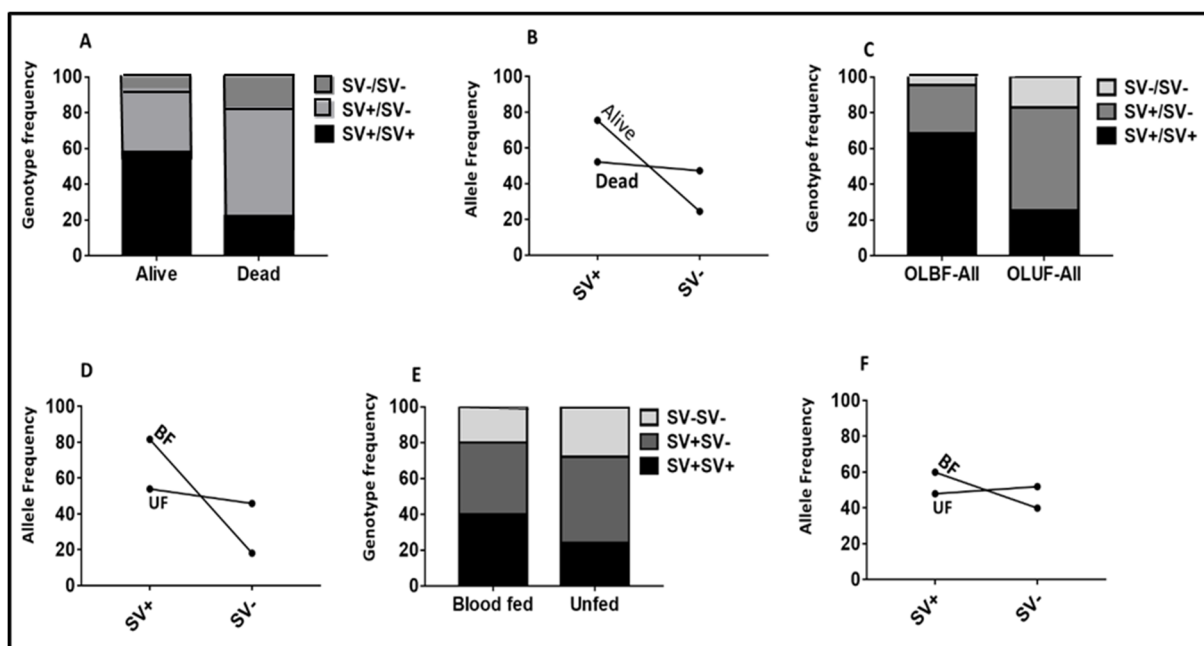 A
Genotype frequency
100
80
60
40
20
0
Alive
Dead
SV-/SV-
SV+/SV-
SV+/SV+
B
Allele Frequency
100
80
60
40
20
0
Alive
Dead
SV+
SV-
C
Genotype frequency
100
80
60
40
20
0
OLBF-All
OLUF-All
SV-/SV-
SV+/SV-
SV+/SV+
D
Allele Frequency
100
80
60
40
20
0
BF
UF
SV+
SV-
E
Genotype frequency
100
80
60
40
20
0
Blood fed
Unfed
SV-SV-
SV+SV-
SV+SV+
F
Allele Frequency
100
80
60
40
20
0
BF
UF
SV+
SV-